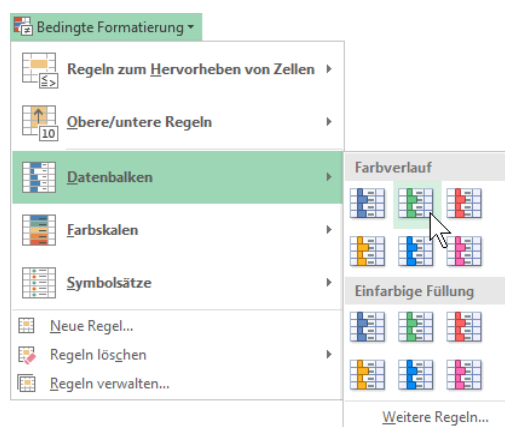 Bedingte Formatierung
Regeln zum Hervorheben von Zellen
Obere/untere Regeln
10
Datenbalken
Farbskalen
Symbolsätze
Neue Regel...
Regeln löschen
Regeln verwalten...
Farbverlauf
Einfarbige Füllung
Weitere Regeln...